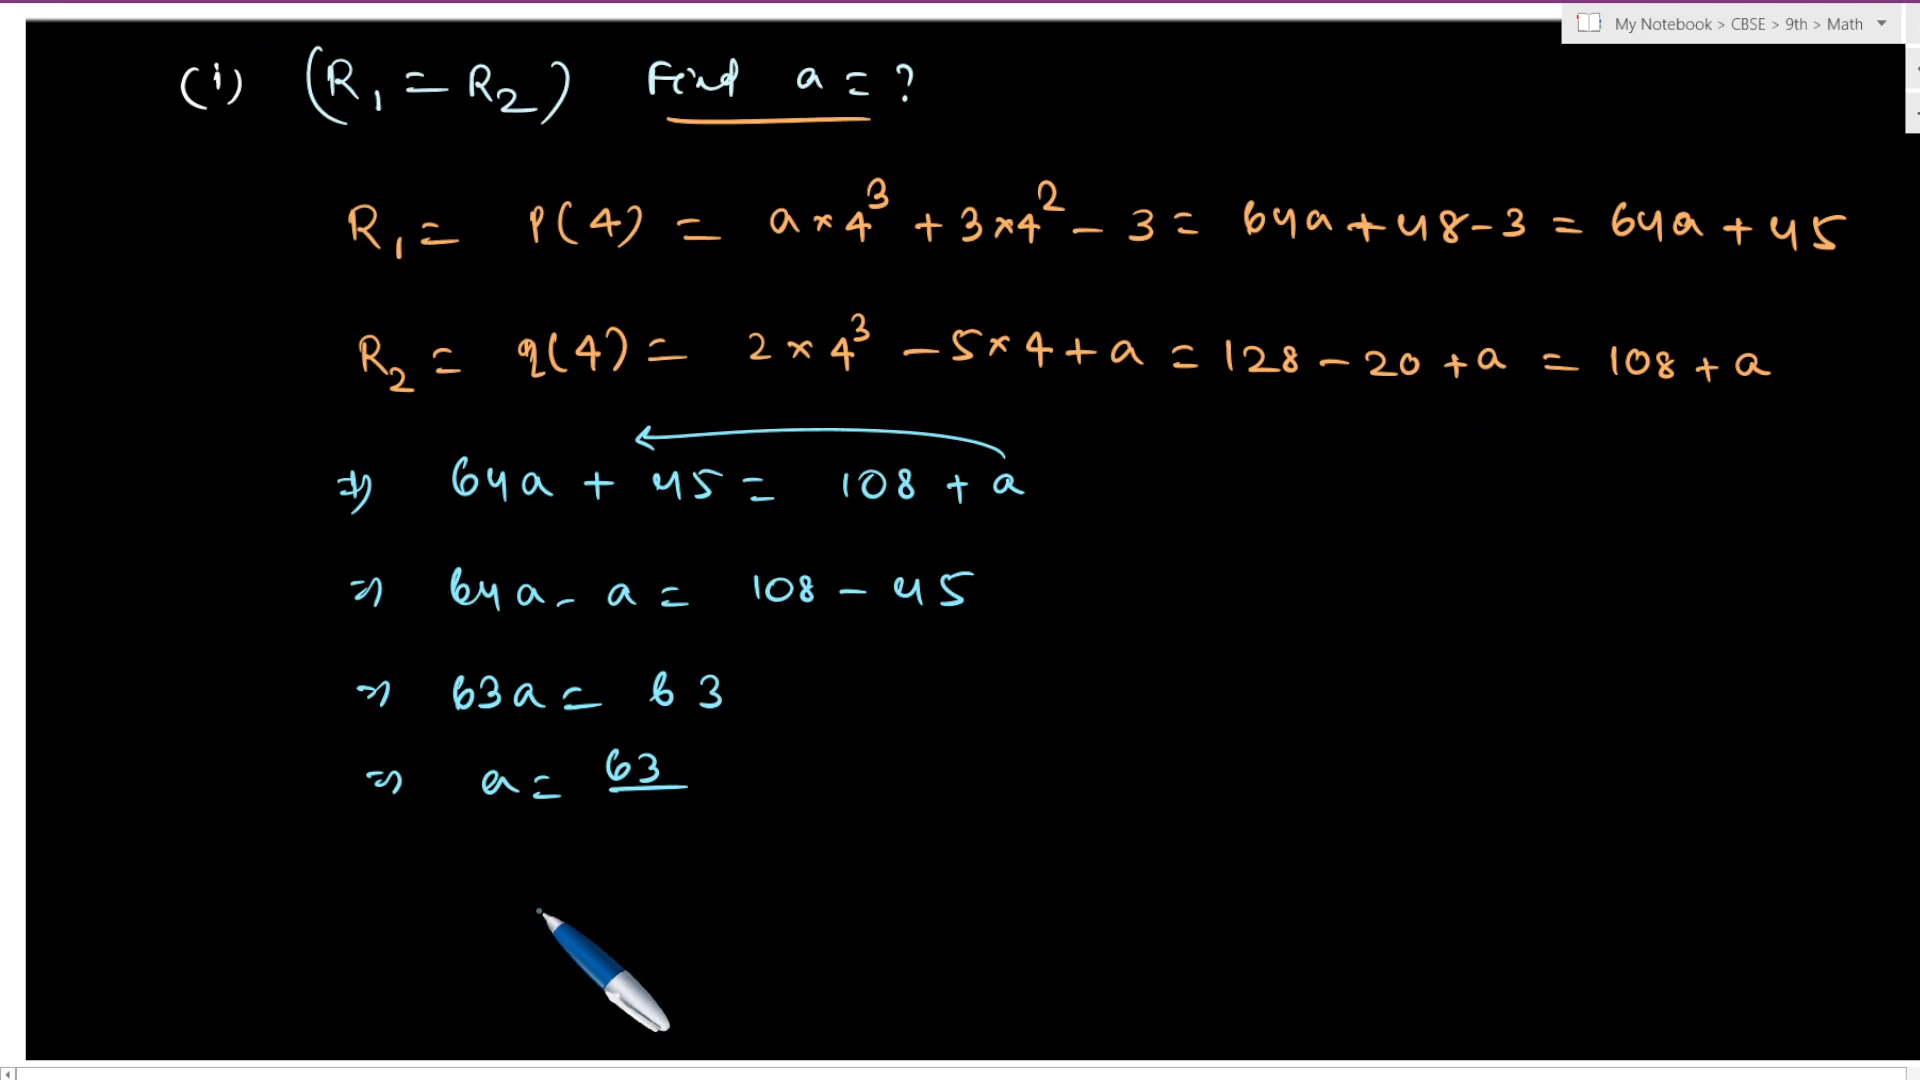 My Notebook > CBSE > 9th > Math
(i) (R₁ = R₂) Find a = ?
R₁ = P(4) = a × 4³ + 3 × 4² − 3 = 64a + 48 − 3 = 64a + 45
R₂ = q(4) = 2 × 4³ − 5 × 4 + a = 128 − 20 + a = 108 + a
⇒ 64a + 45 = 108 + a
⇒ 64a − a = 108 − 45
⇒ 63a = 63
⇒ a = 63